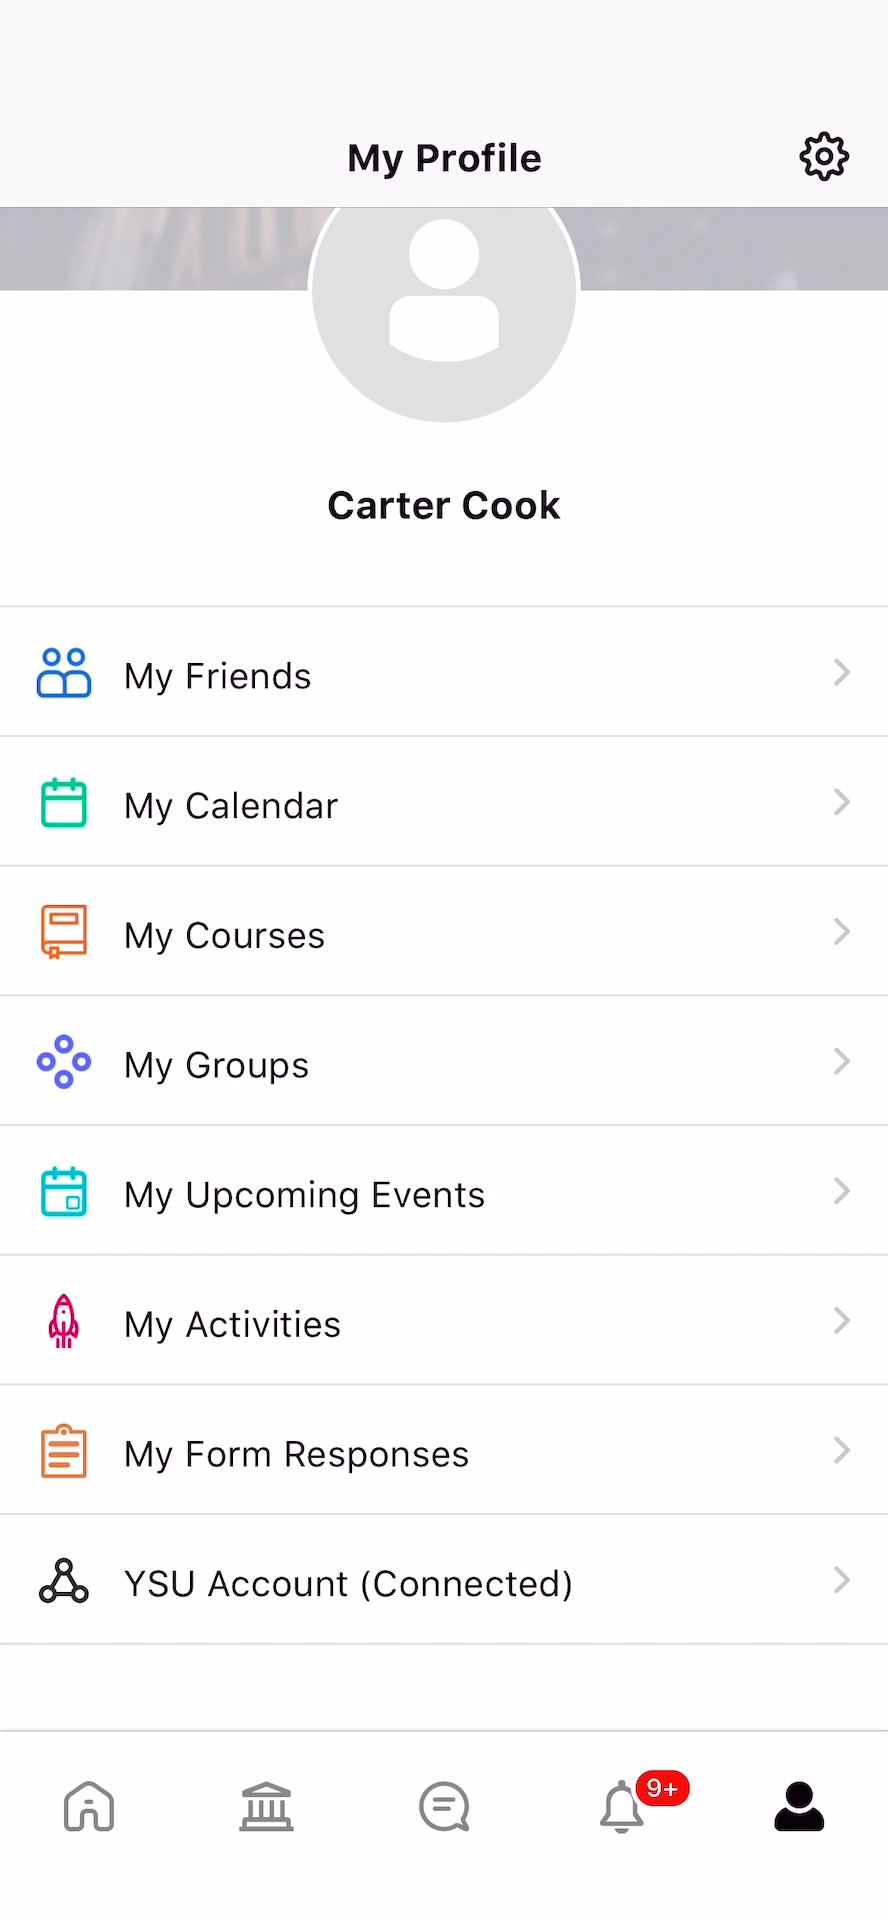 My Profile
Carter Cook
My Friends
My Calendar
My Courses
My Groups
My Upcoming Events
My Activities
My Form Responses
YSU Account (Connected)
9+